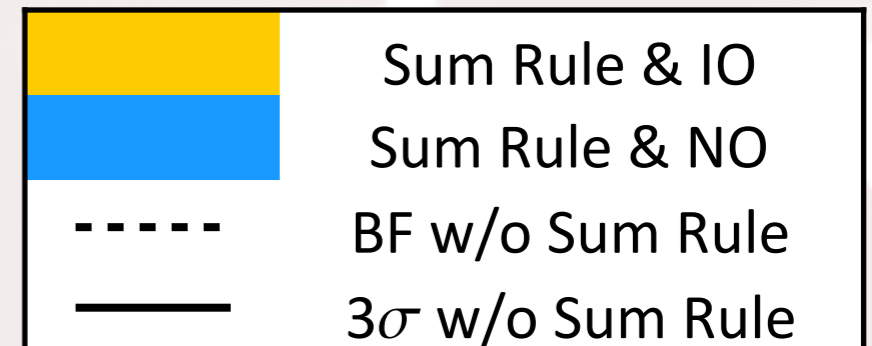 Sum Rule & IO
Sum Rule & NO
BF w/o Sum Rule
3σ w/o Sum Rule